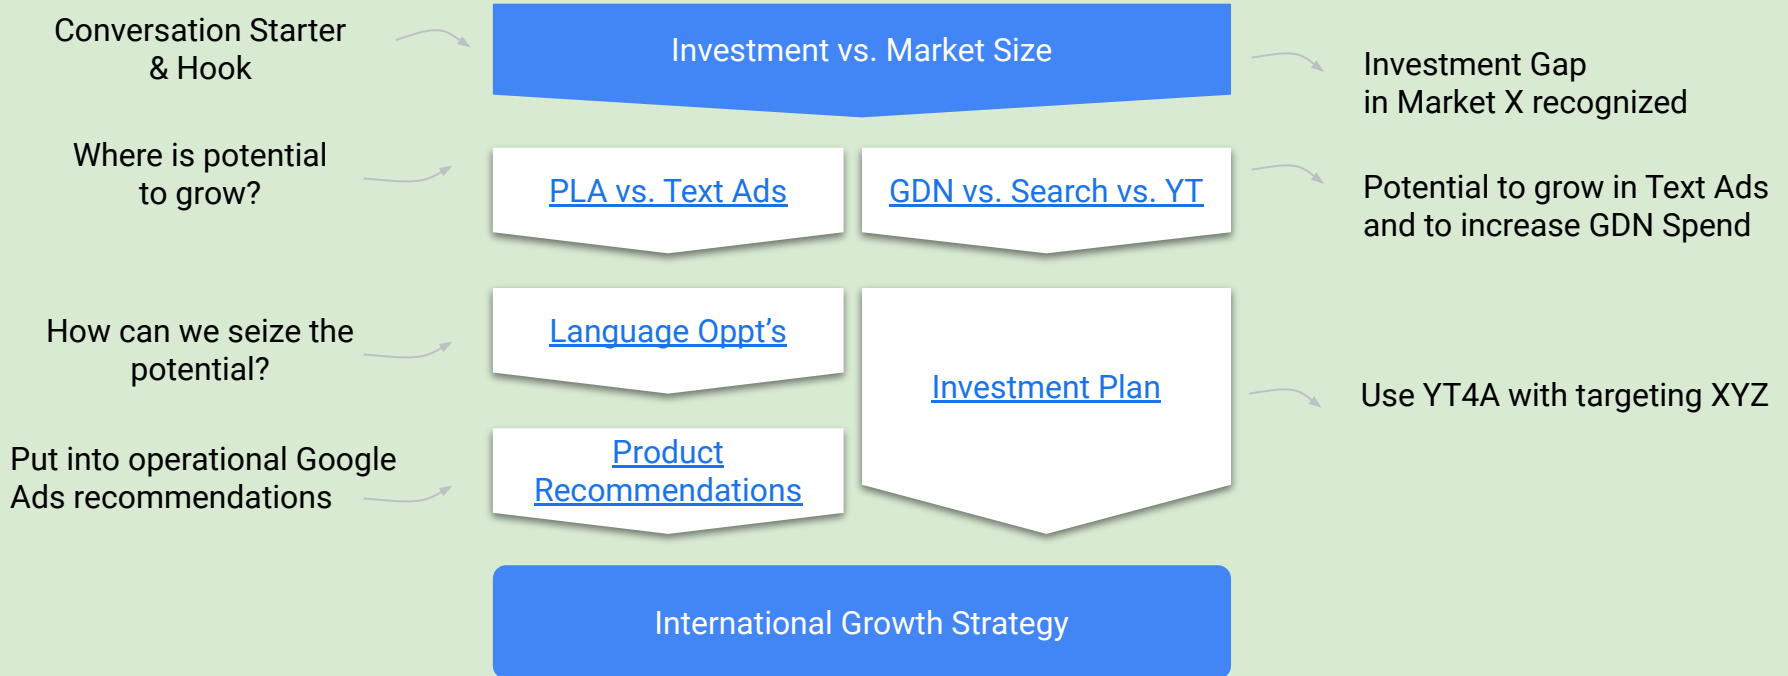 Conversation Starter
& Hook
Investment vs. Market Size
Investment Gap
in Market X recognized
Where is potential
to grow?
PLA vs. Text Ads
GDN vs. Search vs. YT
Potential to grow in Text Ads
and to increase GDN Spend
How can we seize the
potential?
Language Oppt’s
Investment Plan
Use YT4A with targeting XYZ
Put into operational Google
Ads recommendations
Product
Recommendations
International Growth Strategy